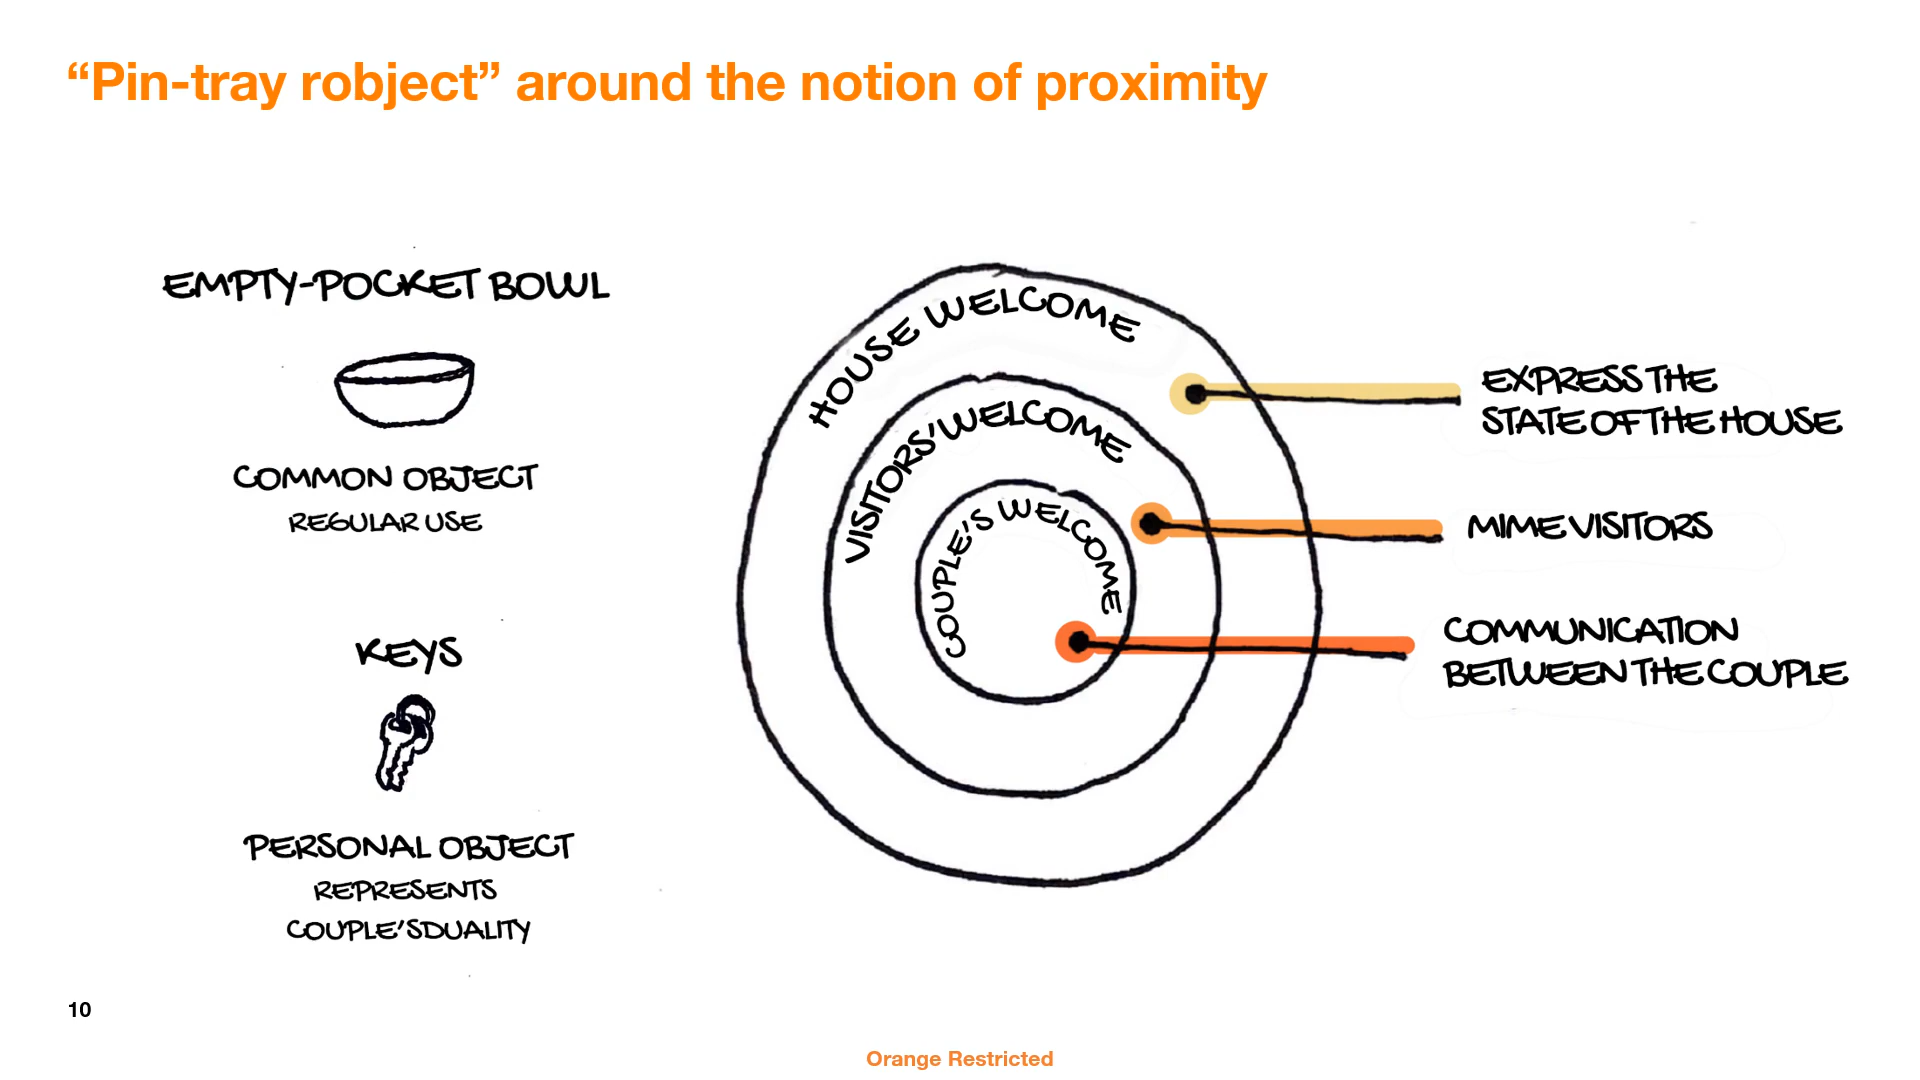 “Pin-tray robject” around the notion of proximity
EMPTY-POCKET BOWL
COMMON OBJECT
REGULAR USE
KEYS
PERSONAL OBJECT
REPRESENTS
COUPLE'S DUALITY
HOUSE WELCOME
VISITORS' WELCOME
COUPLE'S WELCOME
EXPRESS THE
STATE OF THE HOUSE
MIME VISITORS
COMMUNICATION
BETWEEN THE COUPLE
10
Orange Restricted